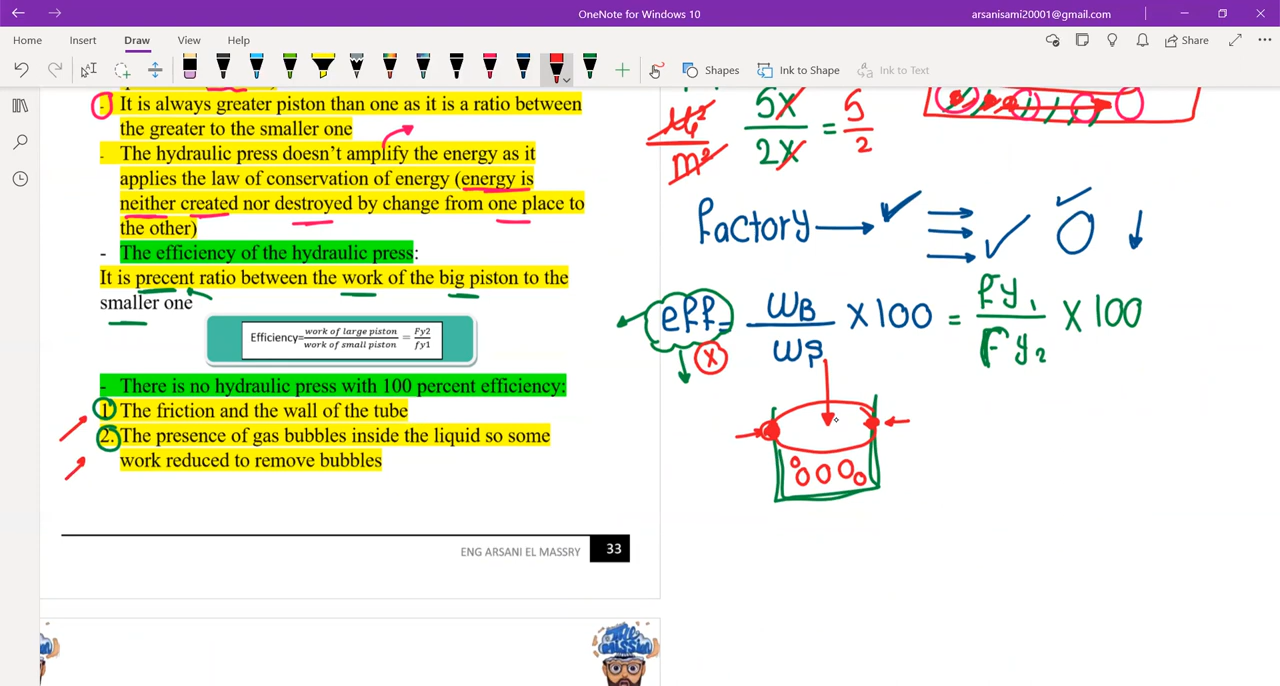 OneNote for Windows 10
arsanisami20001@gmail.com
Home Insert Draw View Help
Share
Shapes
Ink to Shape
Ink to Text
It is always greater piston than one as it is a ratio between
the greater to the smaller one
- The hydraulic press doesn't amplify the energy as it
applies the law of conservation of energy (energy is
neither created nor destroyed by change from one place to
the other)
- The efficiency of the hydraulic press:
It is precent ratio between the work of the big piston to the
smaller one
Efficiency=work of large piston/work of small piston=Fy2/fy1
- There is no hydraulic press with 100 percent efficiency:
1. The friction and the wall of the tube
2. The presence of gas bubbles inside the liquid so some
work reduced to remove bubbles
ENG ARSANI EL MASSRY 33
5x/2x = 5/2
m²
Factory
eff = WB/WS × 100 = Fy1/Fy2 × 100
X